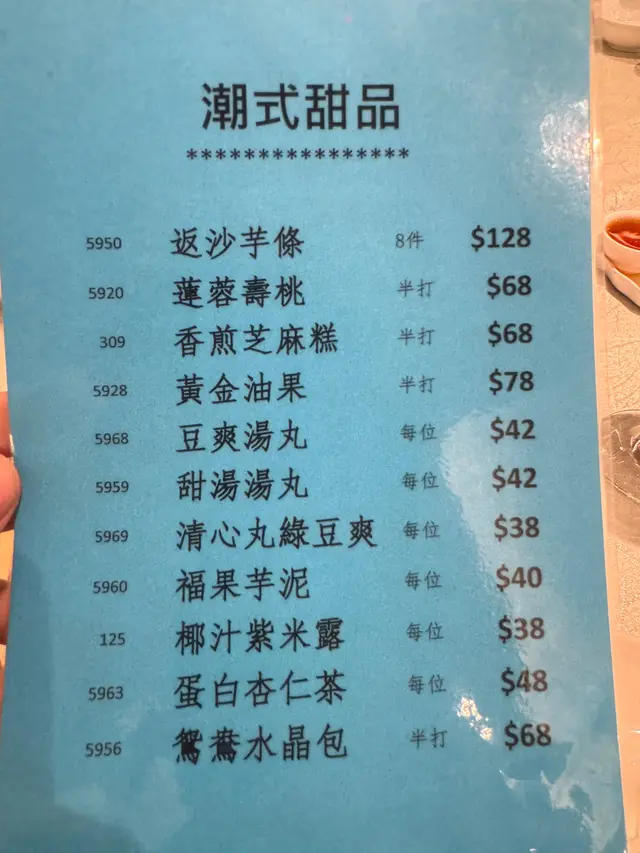 潮式甜品
****************
5950 返沙芋條 8件 $128
5920 蓮蓉壽桃 半打 $68
309 香煎芝麻糕 半打 $68
5928 黃金油果 半打 $78
5968 豆爽湯丸 每位 $42
5959 甜湯湯丸 每位 $42
5969 清心丸綠豆爽 每位 $38
5960 福果芋泥 每位 $40
125 椰汁紫米露 每位 $38
5963 蛋白杏仁茶 每位 $48
5956 鴛鴦水晶包 半打 $68